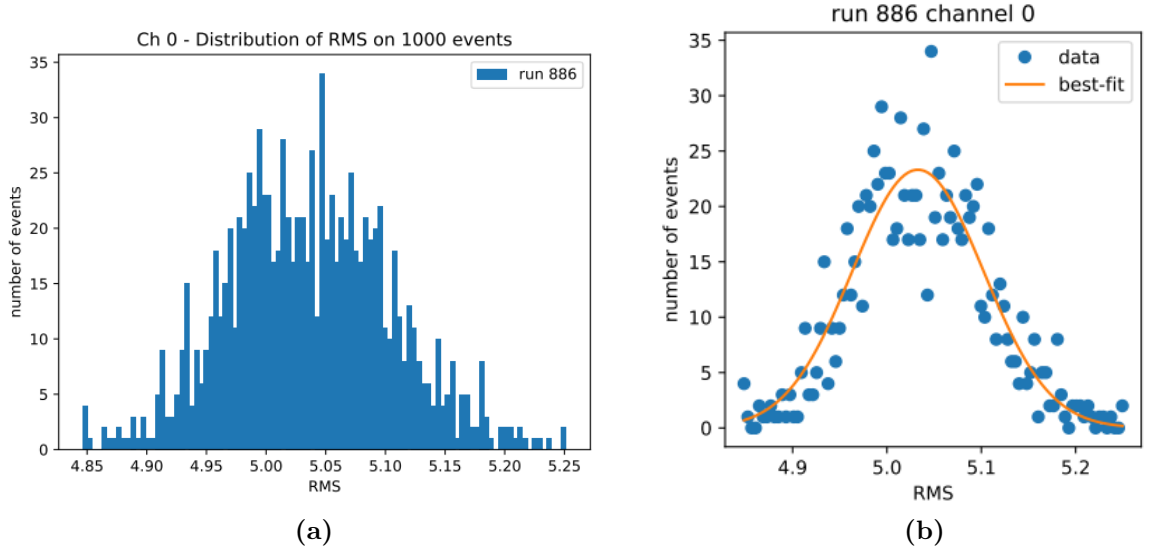 Ch 0 - Distribution of RMS on 1000 events
run 886
number of events
35
30
25
20
15
10
5
0
4.85 4.90 4.95 5.00 5.05 5.10 5.15 5.20 5.25
RMS
(a)
run 886 channel 0
data
best-fit
number of events
35
30
25
20
15
10
5
0
4.9 5.0 5.1 5.2
RMS
(b)